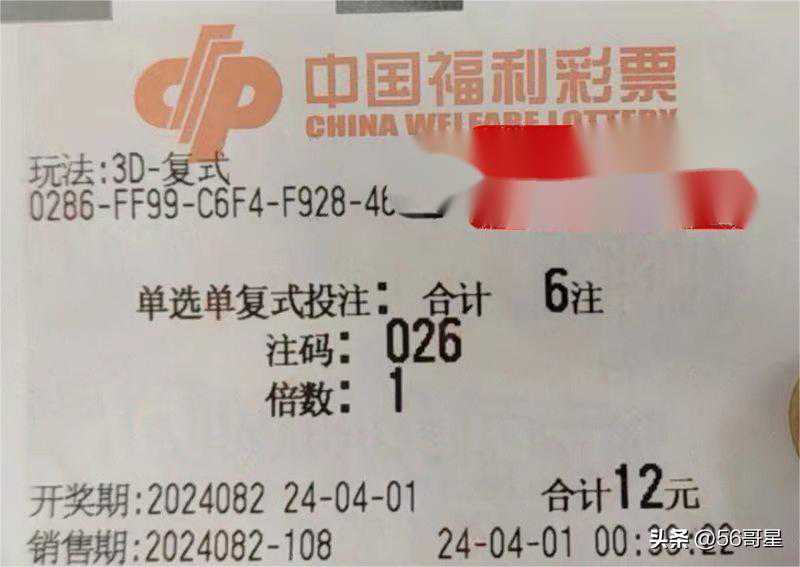 中国福利彩票
CHINA WELFARE LOTTERY
玩法:3D-复式
0286-FF99-C6F4-F928-46
单选单复式投注: 合计 6注
注码: 026
倍数: 1
开奖期:2024082 24-04-01 合计12元
销售期:2024082-108 24-04-01 00: :22
头条 @56哥星